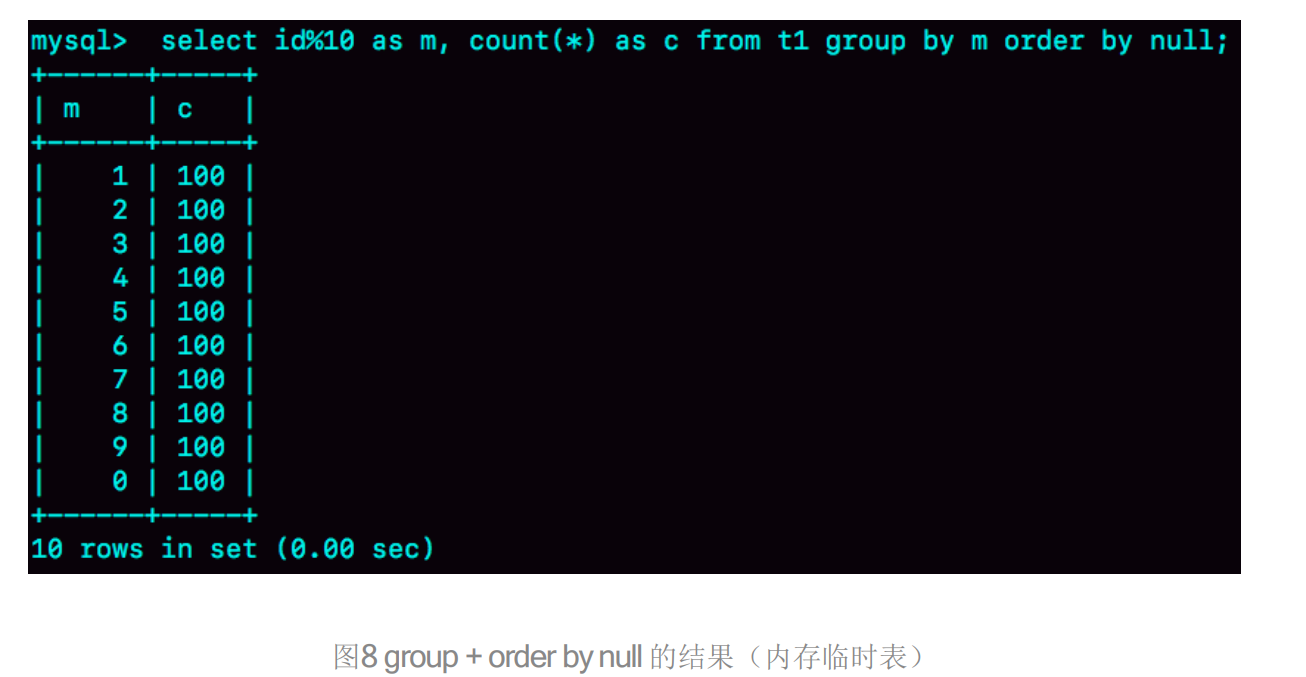 mysql>  select id%10 as m, count(*) as c from t1 group by m order by null;
+------+-----+
| m    | c   |
+------+-----+
|    1 | 100 |
|    2 | 100 |
|    3 | 100 |
|    4 | 100 |
|    5 | 100 |
|    6 | 100 |
|    7 | 100 |
|    8 | 100 |
|    9 | 100 |
|    0 | 100 |
+------+-----+
10 rows in set (0.00 sec)
图8 group + order by null 的结果（内存临时表）